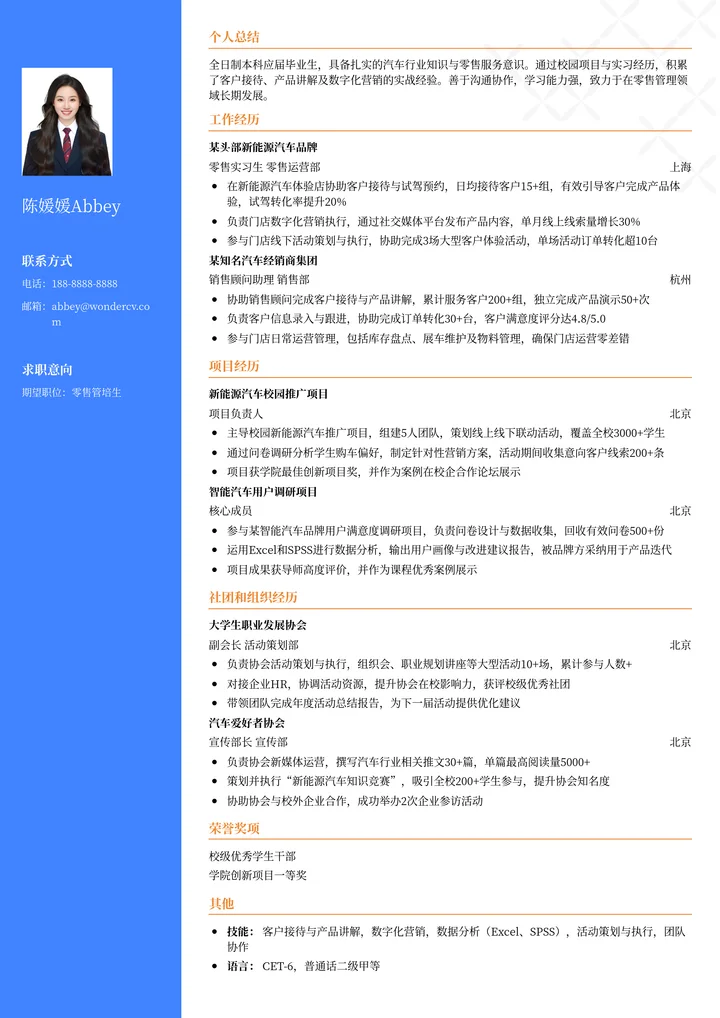 陈媛媛Abbey
联系方式
电话：188-8888-8888
邮箱：abbey@wondercv.co
m
求职意向
期望职位：零售管培生
个人总结
全日制本科应届毕业生，具备扎实的汽车行业知识与零售服务意识。通过校园项目与实习经历，积累
了客户接待、产品讲解及数字化营销的实战经验。善于沟通协作，学习能力强，致力于在零售管理领
域长期发展。
工作经历
某头部新能源汽车品牌
零售实习生 零售运营部 上海
• 在新能源汽车体验店协助客户接待与试驾预约，日均接待客户15+组，有效引导客户完成产品体
验，试驾转化率提升20%
• 负责门店数字化营销执行，通过社交媒体平台发布产品内容，单月线上线索量增长30%
• 参与门店线下活动策划与执行，协助完成3场大型客户体验活动，单场活动订单转化超10台
某知名汽车经销商集团
销售顾问助理 销售部 杭州
• 协助销售顾问完成客户接待与产品讲解，累计服务客户200+组，独立完成产品演示50+次
• 负责客户信息录入与跟进，协助完成订单转化30+台，客户满意度评分达4.8/5.0
• 参与门店日常运营管理，包括库存盘点、展车维护及物料管理，确保门店运营零差错
项目经历
新能源汽车校园推广项目
项目负责人 北京
• 主导校园新能源汽车推广项目，组建5人团队，策划线上线下联动活动，覆盖全校3000+学生
• 通过问卷调研分析学生购车偏好，制定针对性营销方案，活动期间收集意向客户线索200+条
• 项目获学院最佳创新项目奖，并作为案例在校企合作论坛展示
智能汽车用户调研项目
核心成员 北京
• 参与某智能汽车品牌用户满意度调研项目，负责问卷设计与数据收集，回收有效问卷500+份
• 运用Excel和SPSS进行数据分析，输出用户画像与改进建议报告，被品牌方采纳用于产品迭代
• 项目成果获导师高度评价，并作为课程优秀案例展示
社团和组织经历
大学生职业发展协会
副会长 活动策划部 北京
• 负责协会活动策划与执行，组织会、职业规划讲座等大型活动10+场，累计参与人数+
• 对接企业HR，协调活动资源，提升协会在校影响力，获评校级优秀社团
• 带领团队完成年度活动总结报告，为下一届活动提供优化建议
汽车爱好者协会
宣传部长 宣传部 北京
• 负责协会新媒体运营，撰写汽车行业相关推文30+篇，单篇最高阅读量5000+
• 策划并执行“新能源汽车知识竞赛”，吸引全校200+学生参与，提升协会知名度
• 协助协会与校外企业合作，成功举办2次企业参访活动
荣誉奖项
校级优秀学生干部
学院创新项目一等奖
其他
• 技能： 客户接待与产品讲解，数字化营销，数据分析（Excel、SPSS），活动策划与执行，团队
协作
• 语言： CET-6，普通话二级甲等